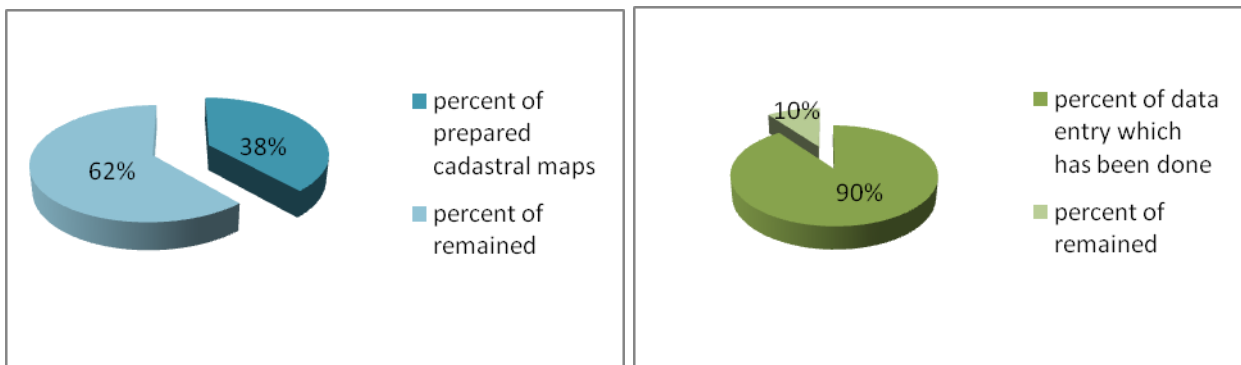 38%
62%
percent of
prepared
cadastral maps
percent of
remained
10%
90%
percent of data
entry which
has been done
percent of
remained